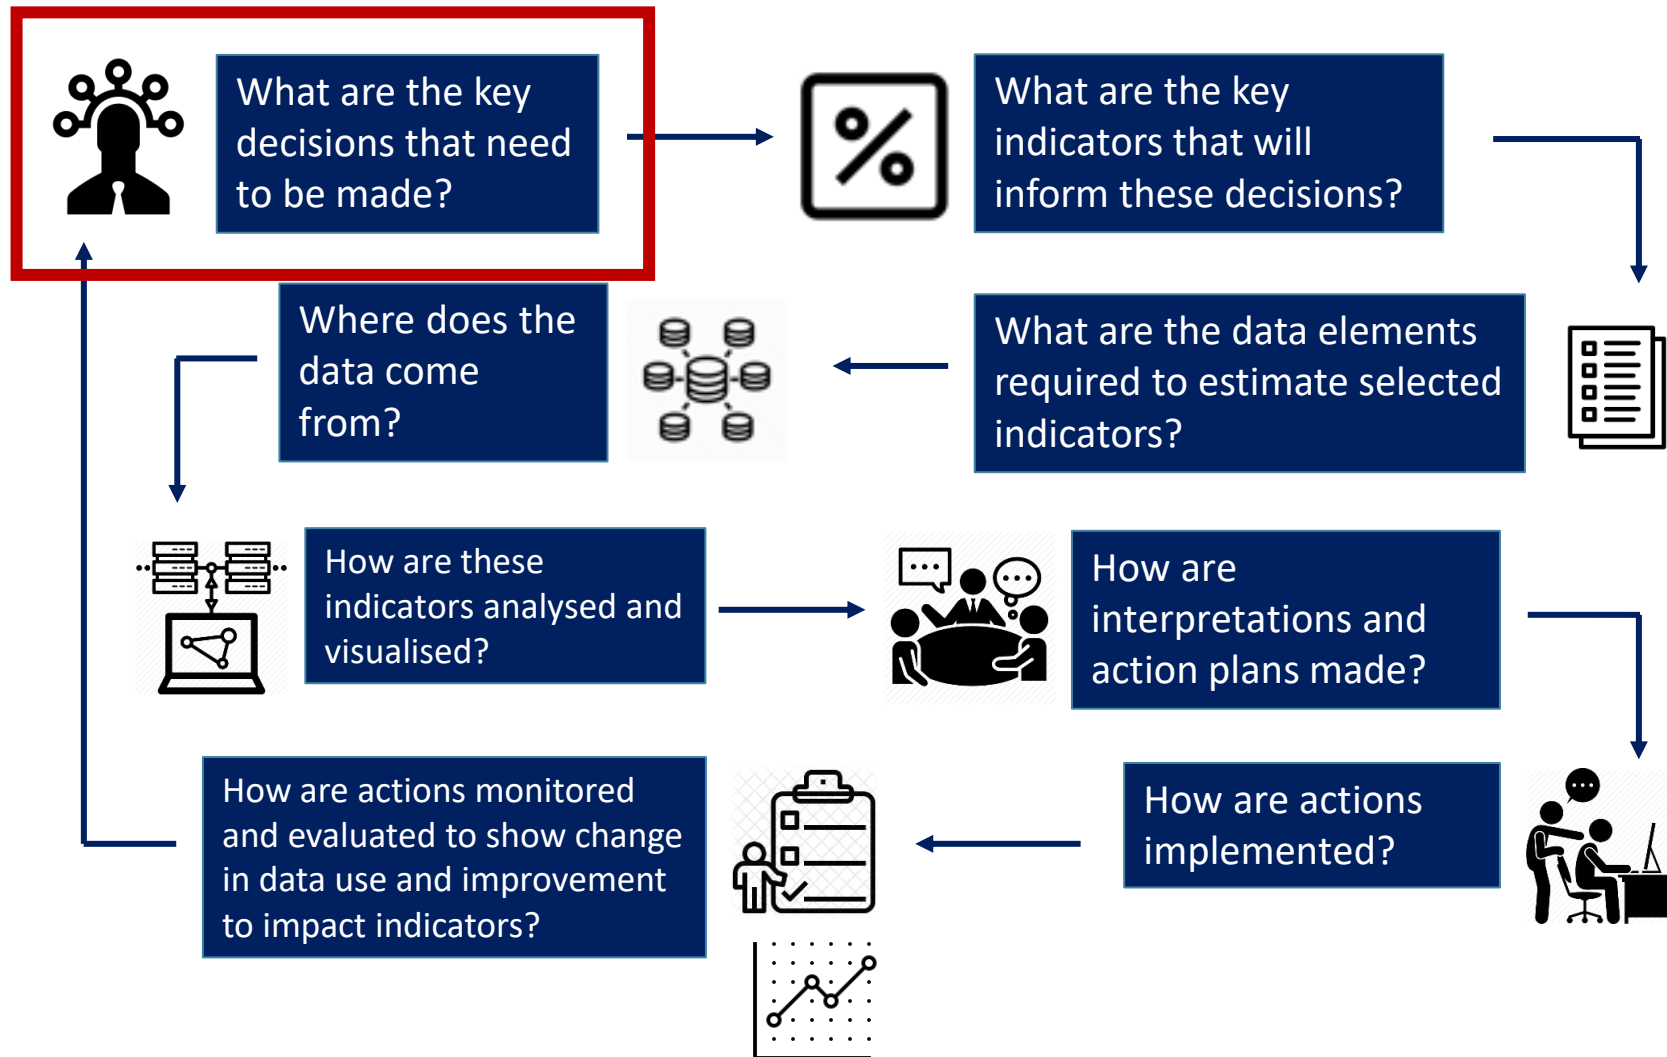 What are the key
decisions that need
to be made?
What are the key
indicators that will
inform these decisions?
What are the data elements
required to estimate selected
indicators?
Where does the
data come
from?
How are these
indicators analysed and
visualised?
How are
interpretations and
action plans made?
How are actions
implemented?
How are actions monitored
and evaluated to show change
in data use and improvement
to impact indicators?